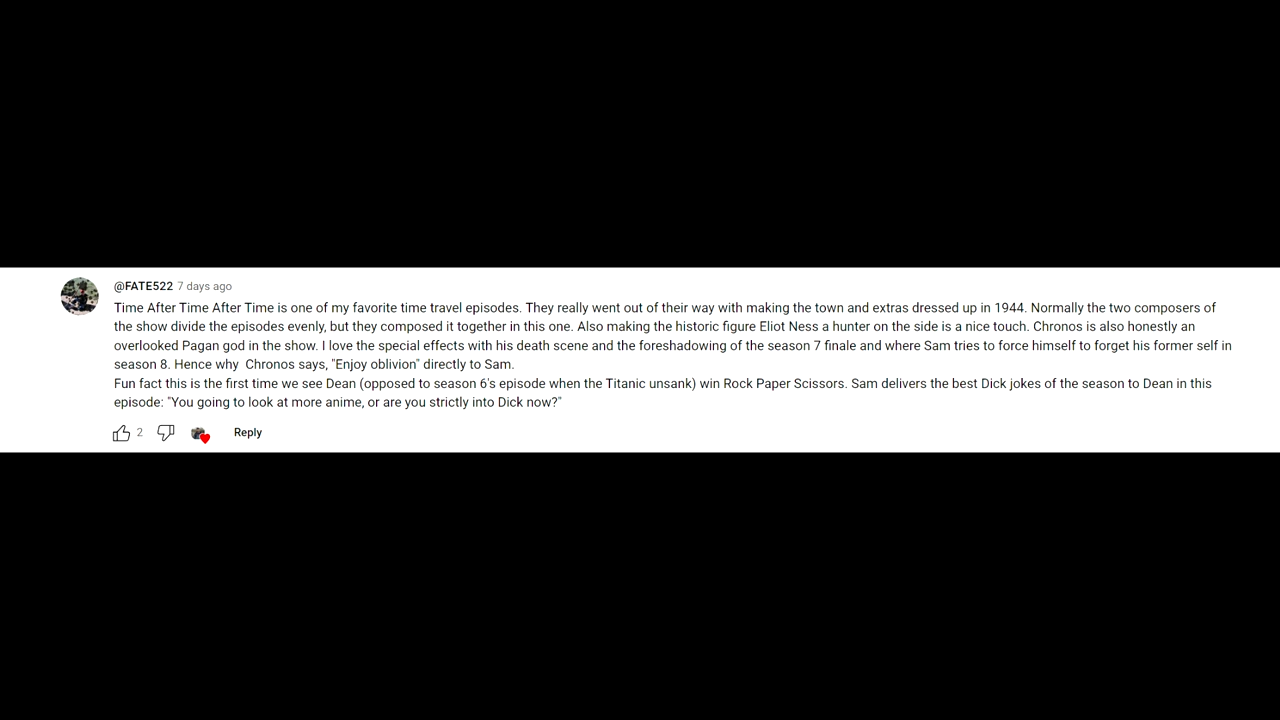 @FATE522 7 days ago
Time After Time After Time is one of my favorite time travel episodes. They really went out of their way with making the town and extras dressed up in 1944. Normally the two composers of
the show divide the episodes evenly, but they composed it together in this one. Also making the historic figure Eliot Ness a hunter on the side is a nice touch. Chronos is also honestly an
overlooked Pagan god in the show. I love the special effects with his death scene and the foreshadowing of the season 7 finale and where Sam tries to force himself to forget his former self in
season 8. Hence why  Chronos says, "Enjoy oblivion" directly to Sam.
Fun fact this is the first time we see Dean (opposed to season 6's episode when the Titanic unsank) win Rock Paper Scissors. Sam delivers the best Dick jokes of the season to Dean in this
episode: "You going to look at more anime, or are you strictly into Dick now?"
2 Reply